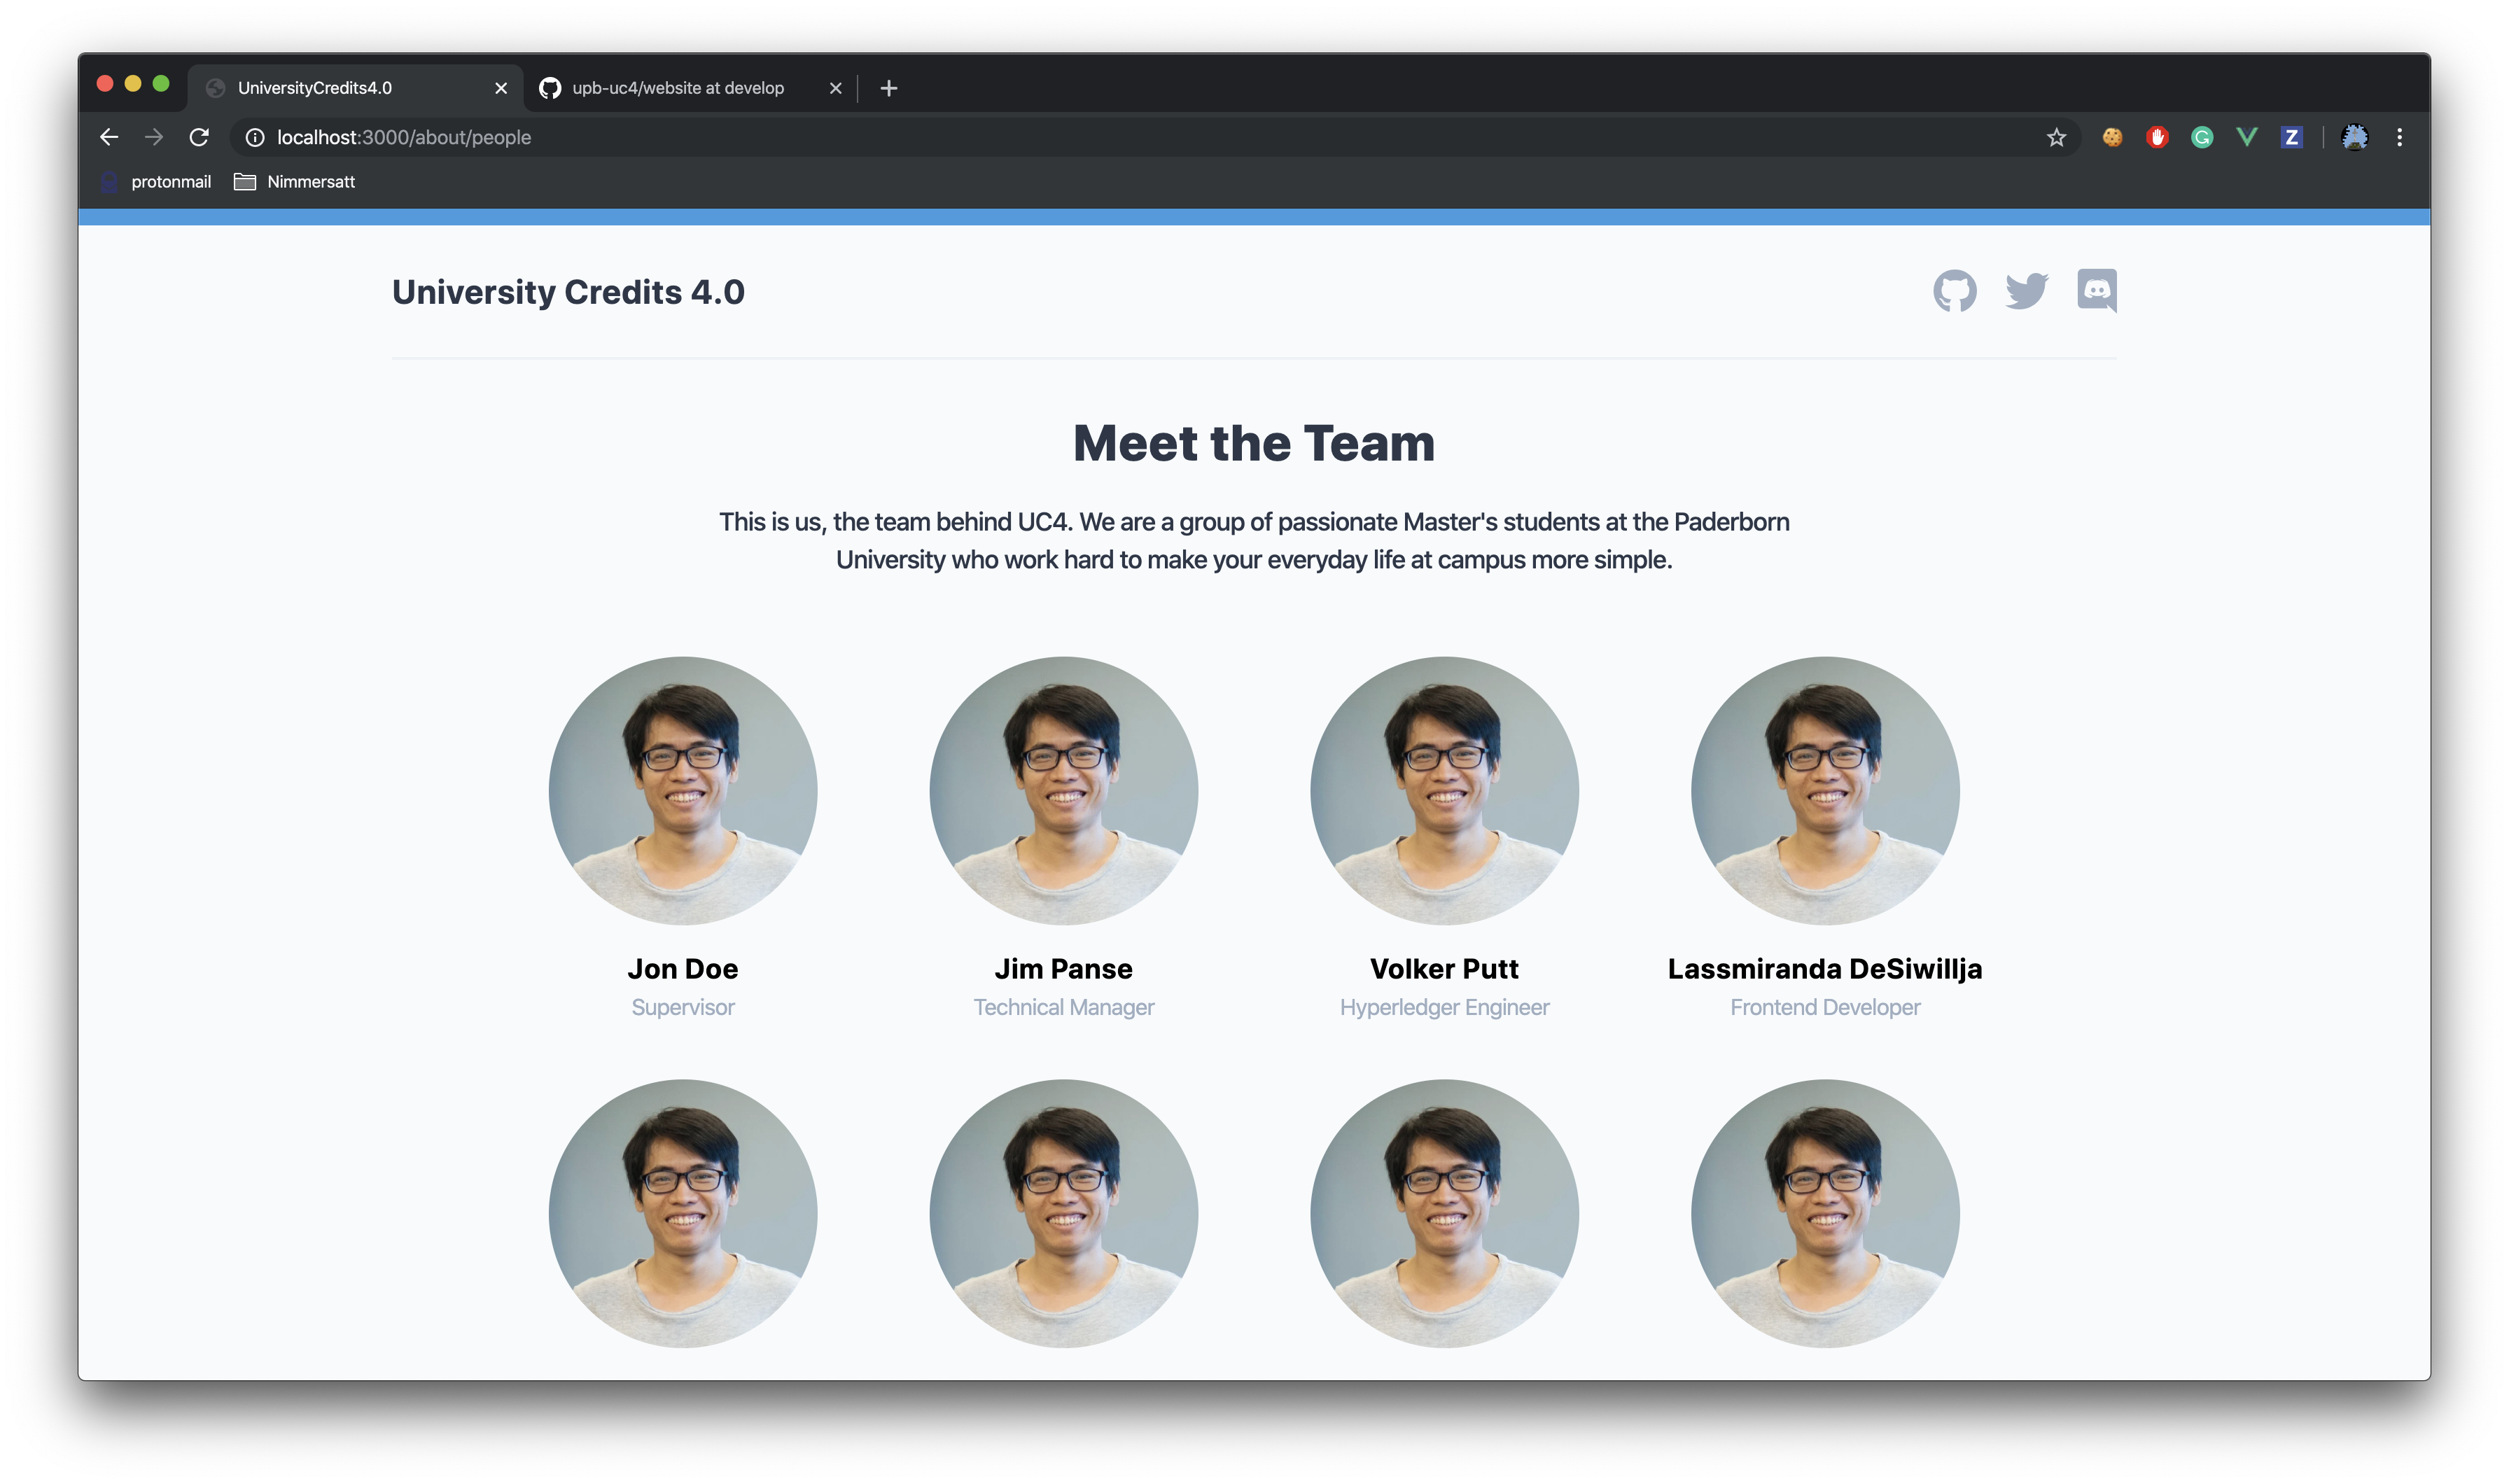 UniversityCredits4.0
upb-uc4/website at develop
localhost:3000/about/people
Z
protonmail
Nimmersatt
University Credits 4.0
Meet the Team
This is us, the team behind UC4. We are a group of passionate Master's students at the Paderborn
University who work hard to make your everyday life at campus more simple.
Jon Doe
Jim Panse
Volker Putt
Lassmiranda DeSiwillja
Supervisor
Technical Manager
Hyperledger Engineer
Frontend Developer